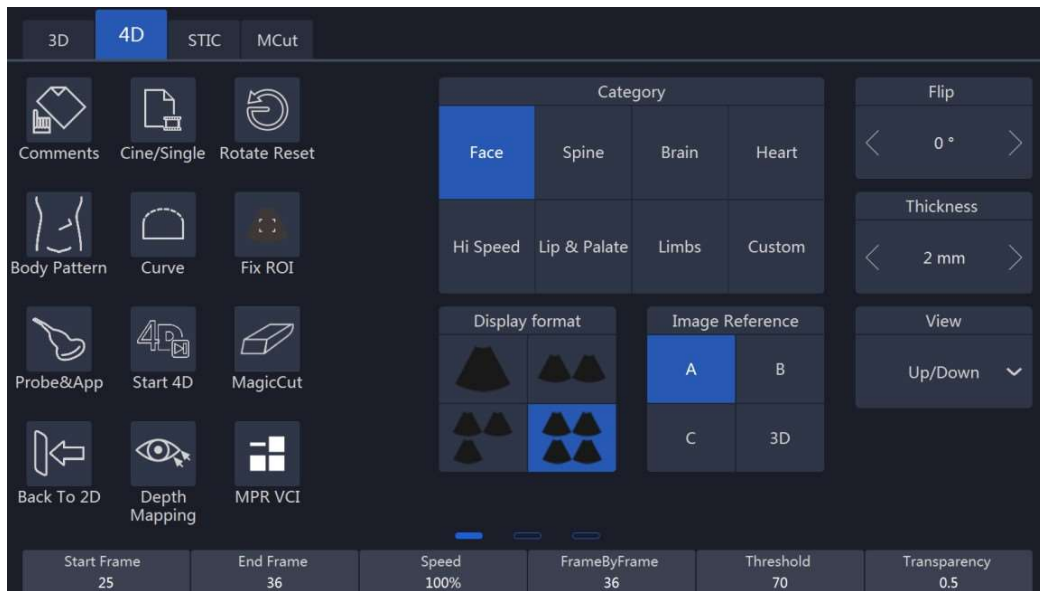 3D 4D STIC MCut
Comments Cine/Single Rotate Reset
Body Pattern Curve Fix ROI
Probe&App Start 4D MagicCut
Back To 2D Depth Mapping MPR VCI
Category
Face Spine Brain Heart
Hi Speed Lip & Palate Limbs Custom
Display format
Image Reference
A B
C 3D
Flip
0 °
Thickness
2 mm
View
Up/Down
Start Frame End Frame Speed FrameByFrame Threshold Transparency
25 36 100% 36 70 0.5